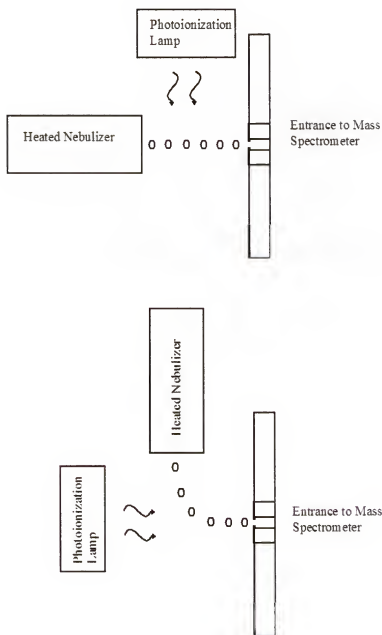 Photoionization
Lamp
Heated Nebulizer
Entrance to Mass
Spectrometer
Heated Nebulizer
Photoionization
Lamp
Entrance to Mass
Spectrometer